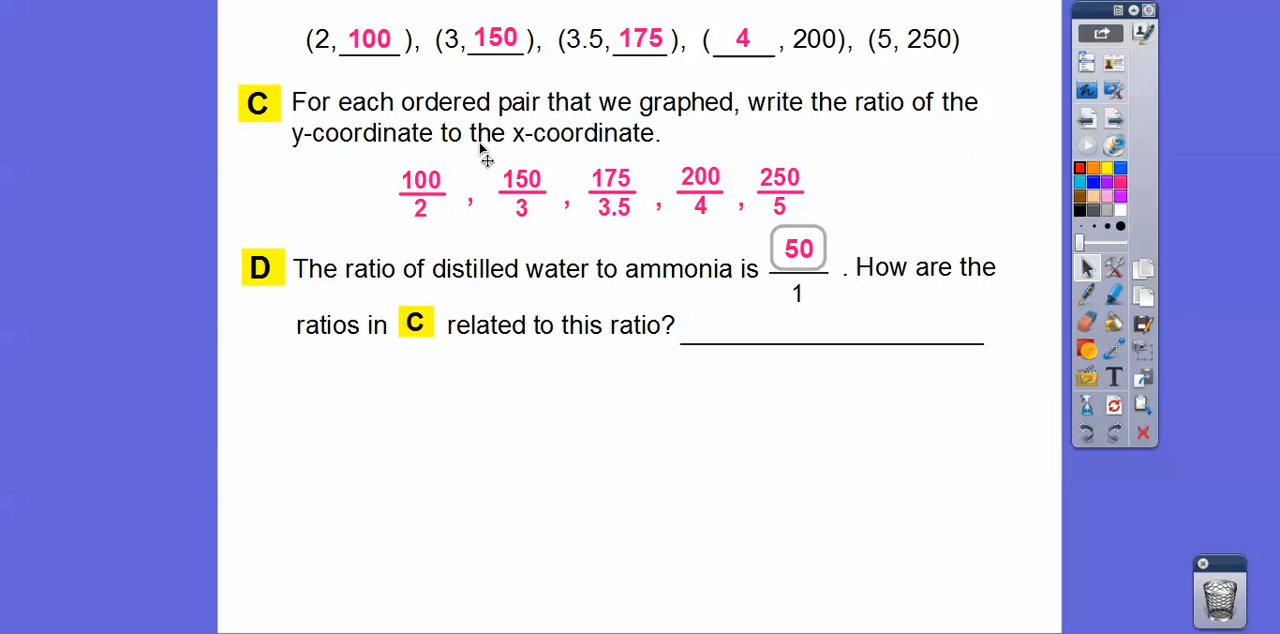 (2, 100 ), (3, 150 ), (3.5, 175 ), ( 4 , 200), (5, 250)
C For each ordered pair that we graphed, write the ratio of the
y-coordinate to the x-coordinate.
100/2 , 150/3 , 175/3.5 , 200/4 , 250/5
D The ratio of distilled water to ammonia is 50/1 . How are the
ratios in C related to this ratio?